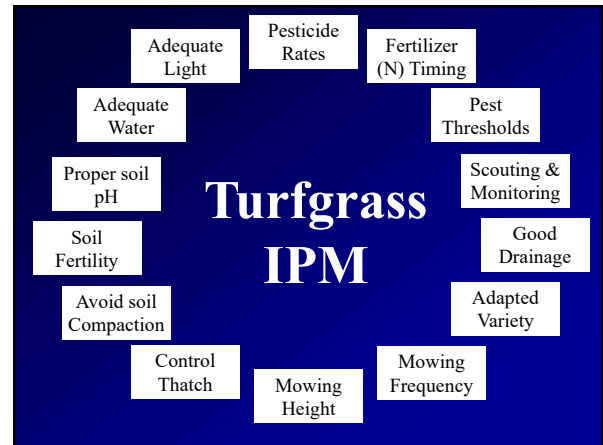 Pesticide
Rates
Fertilizer
(N) Timing
Pest
Thresholds
Scouting &
Monitoring
Good
Drainage
Adapted
Variety
Mowing
Frequency
Mowing
Height
Control
Thatch
Avoid soil
Compaction
Soil
Fertility
Proper soil
pH
Adequate
Water
Adequate
Light
Turfgrass
IPM